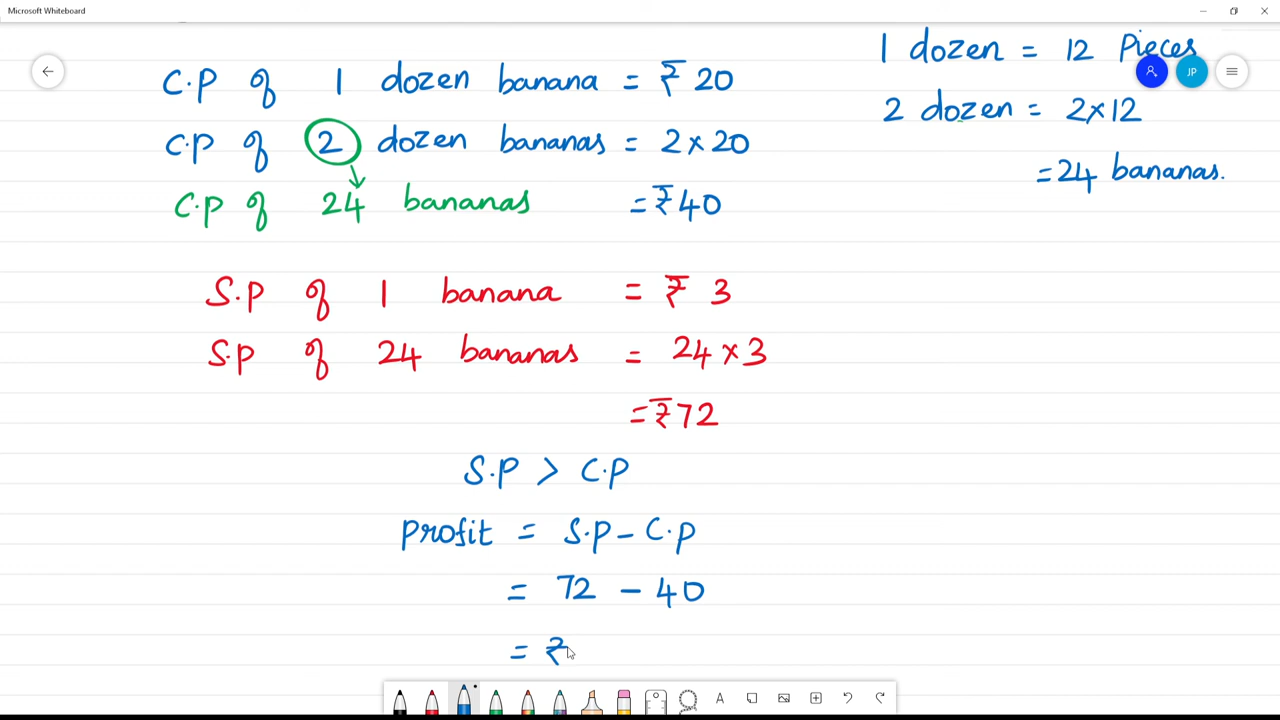 Microsoft Whiteboard
C.P of 1 dozen banana = ₹ 20
C.P of 2 dozen bananas = 2 × 20
C.P of 24 bananas = ₹40
1 dozen = 12 Pieces
JP
2 dozen = 2×12
= 24 bananas.
S.P of 1 banana = ₹ 3
S.P of 24 bananas = 24 × 3
= ₹72
S.P > C.P
Profit = S.P - C.P
= 72 - 40
= ₹
A